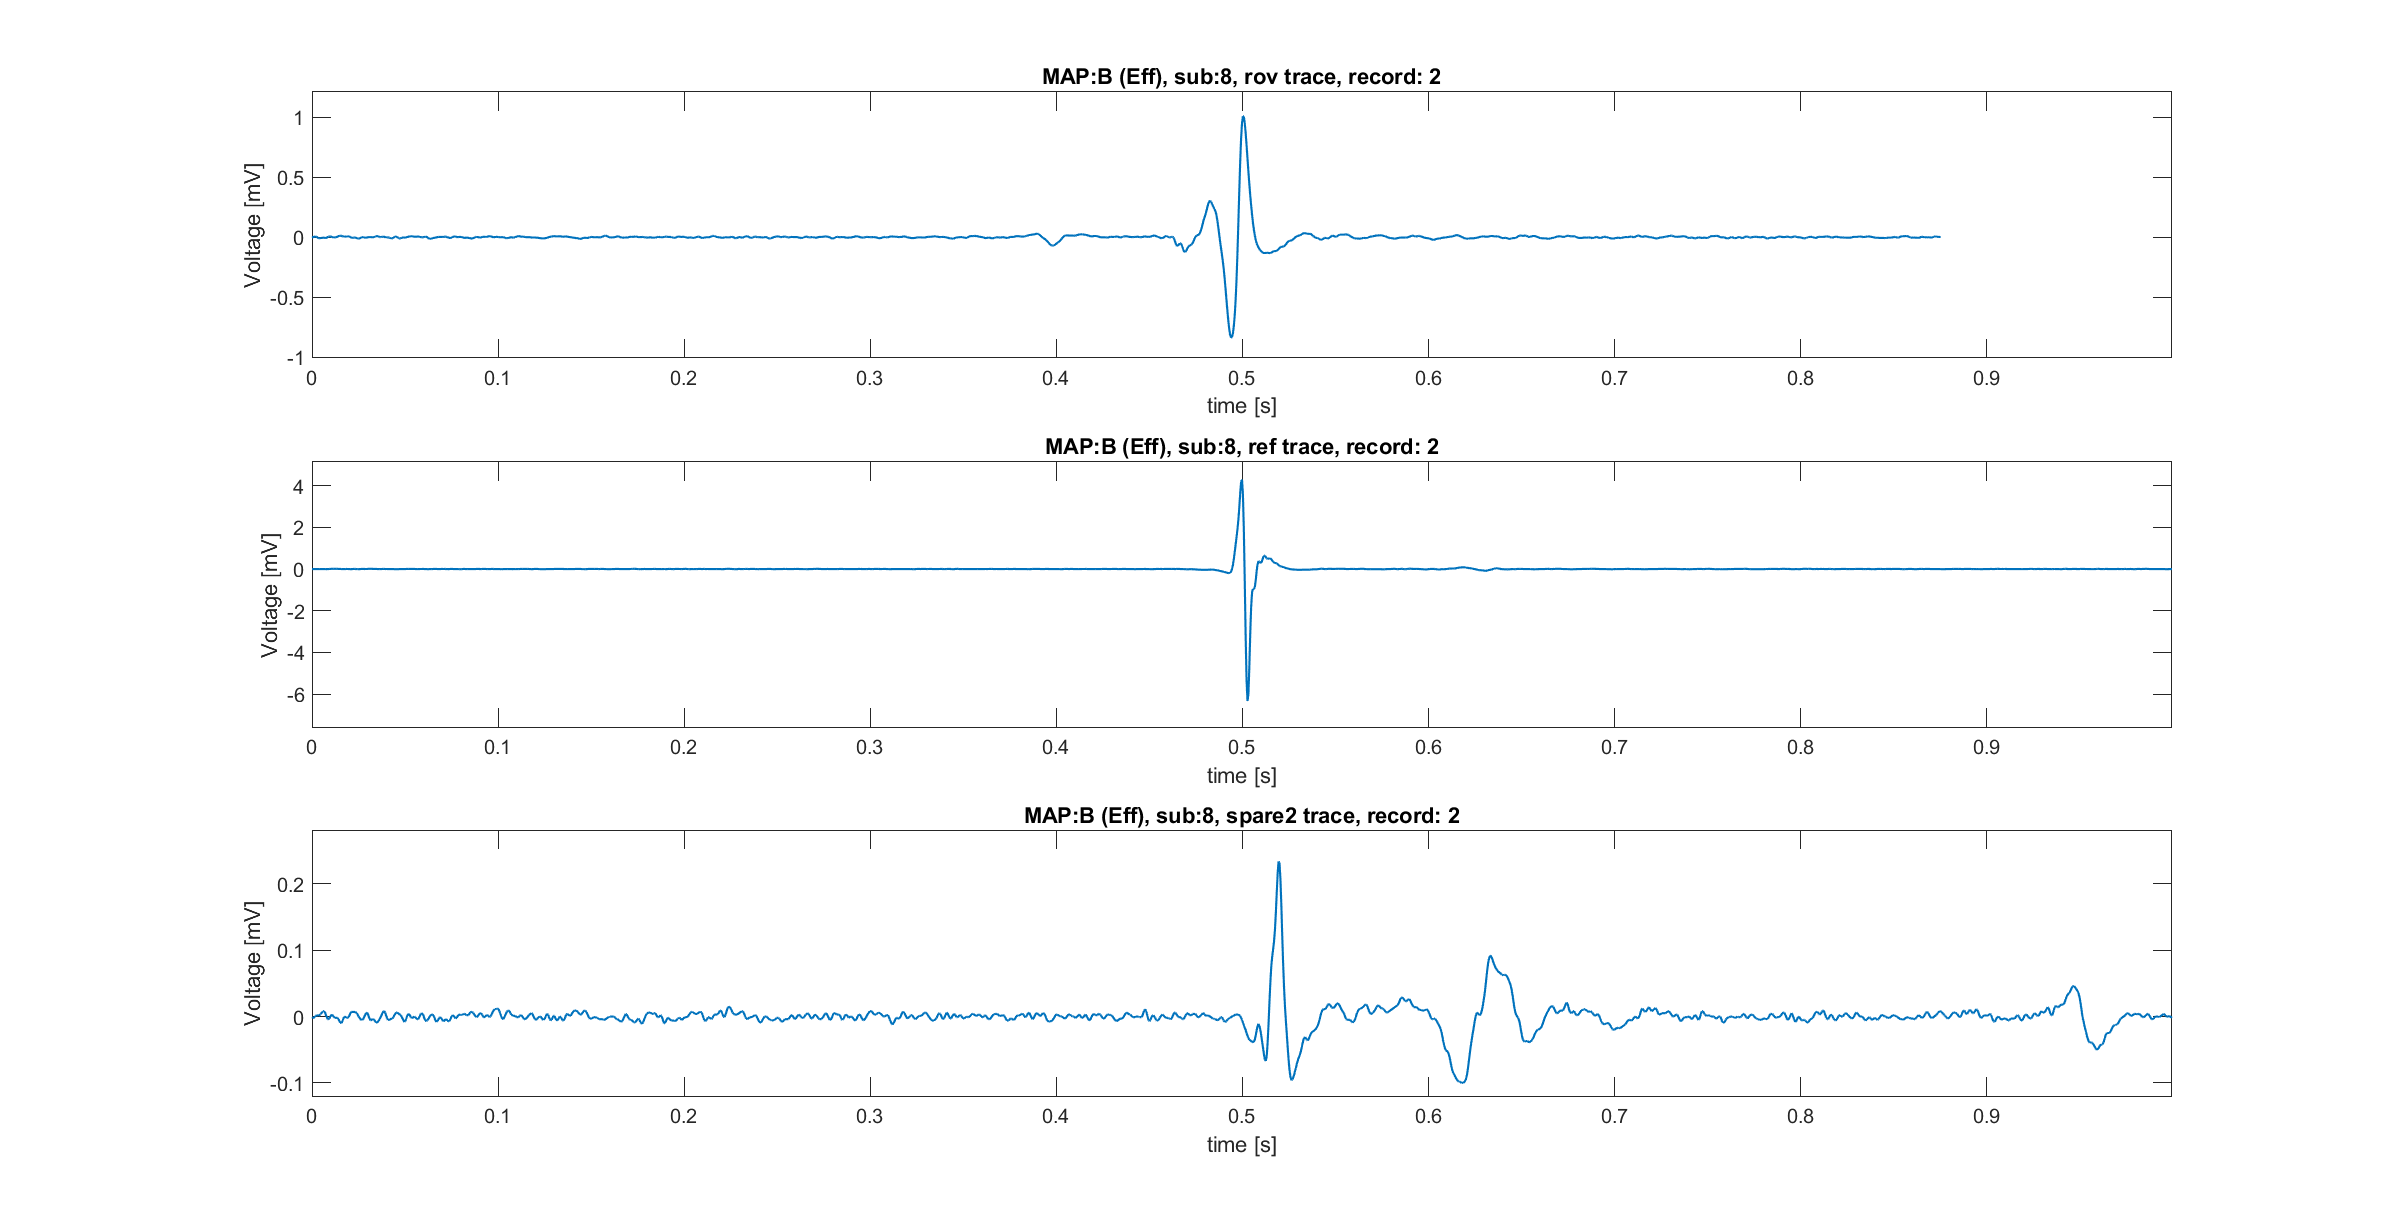 MAP:B (Eff), sub:8, rov trace, record: 2
Voltage [mV]
1
0.5
0
-0.5
-1
0 0.1 0.2 0.3 0.4 0.5 0.6 0.7 0.8 0.9
time [s]
MAP:B (Eff), sub:8, ref trace, record: 2
Voltage [mV]
4
2
0
-2
-4
-6
0 0.1 0.2 0.3 0.4 0.5 0.6 0.7 0.8 0.9
time [s]
MAP:B (Eff), sub:8, spare2 trace, record: 2
Voltage [mV]
0.2
0.1
0
-0.1
0 0.1 0.2 0.3 0.4 0.5 0.6 0.7 0.8 0.9
time [s]